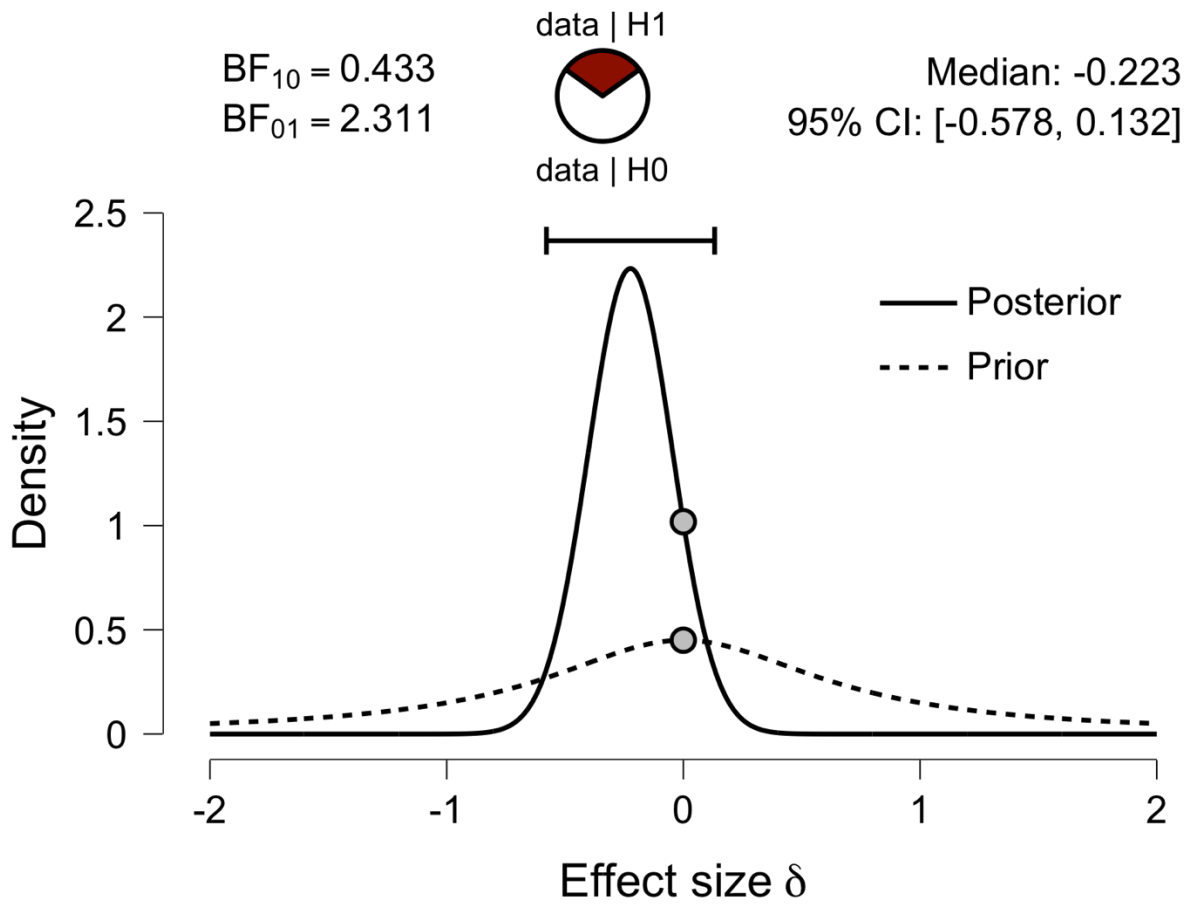 data | H1
BF₁₀ = 0.433
BF₀₁ = 2.311
Median: -0.223
95% CI: [-0.578, 0.132]
data | H0
2.5
2
1.5
1
0.5
0
Density
Posterior
Prior
-2 -1 0 1 2
Effect size δ